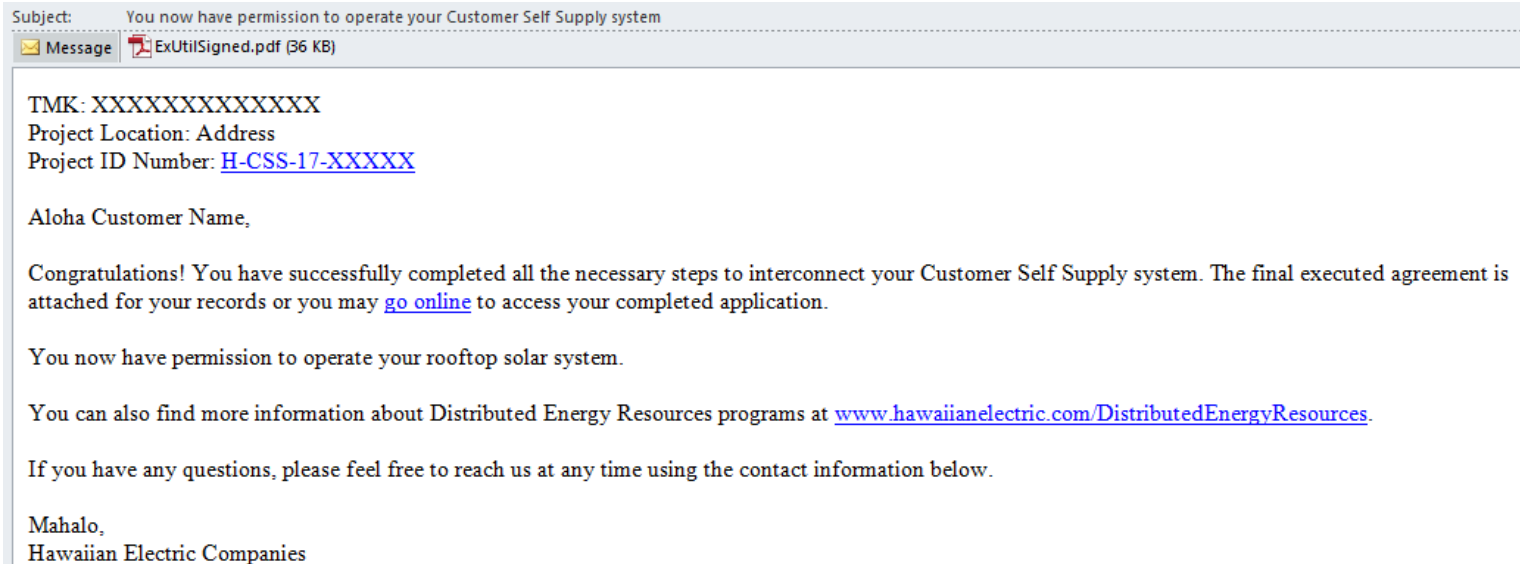 Subject: You now have permission to operate your Customer Self Supply system
Message ExUtilSigned.pdf (36 KB)
TMK: XXXXXXXXXXXXX
Project Location: Address
Project ID Number: H-CSS-17-XXXXX
Aloha Customer Name,
Congratulations! You have successfully completed all the necessary steps to interconnect your Customer Self Supply system. The final executed agreement is
attached for your records or you may go online to access your completed application.
You now have permission to operate your rooftop solar system.
You can also find more information about Distributed Energy Resources programs at www.hawaiianelectric.com/DistributedEnergyResources.
If you have any questions, please feel free to reach us at any time using the contact information below.
Mahalo,
Hawaiian Electric Companies